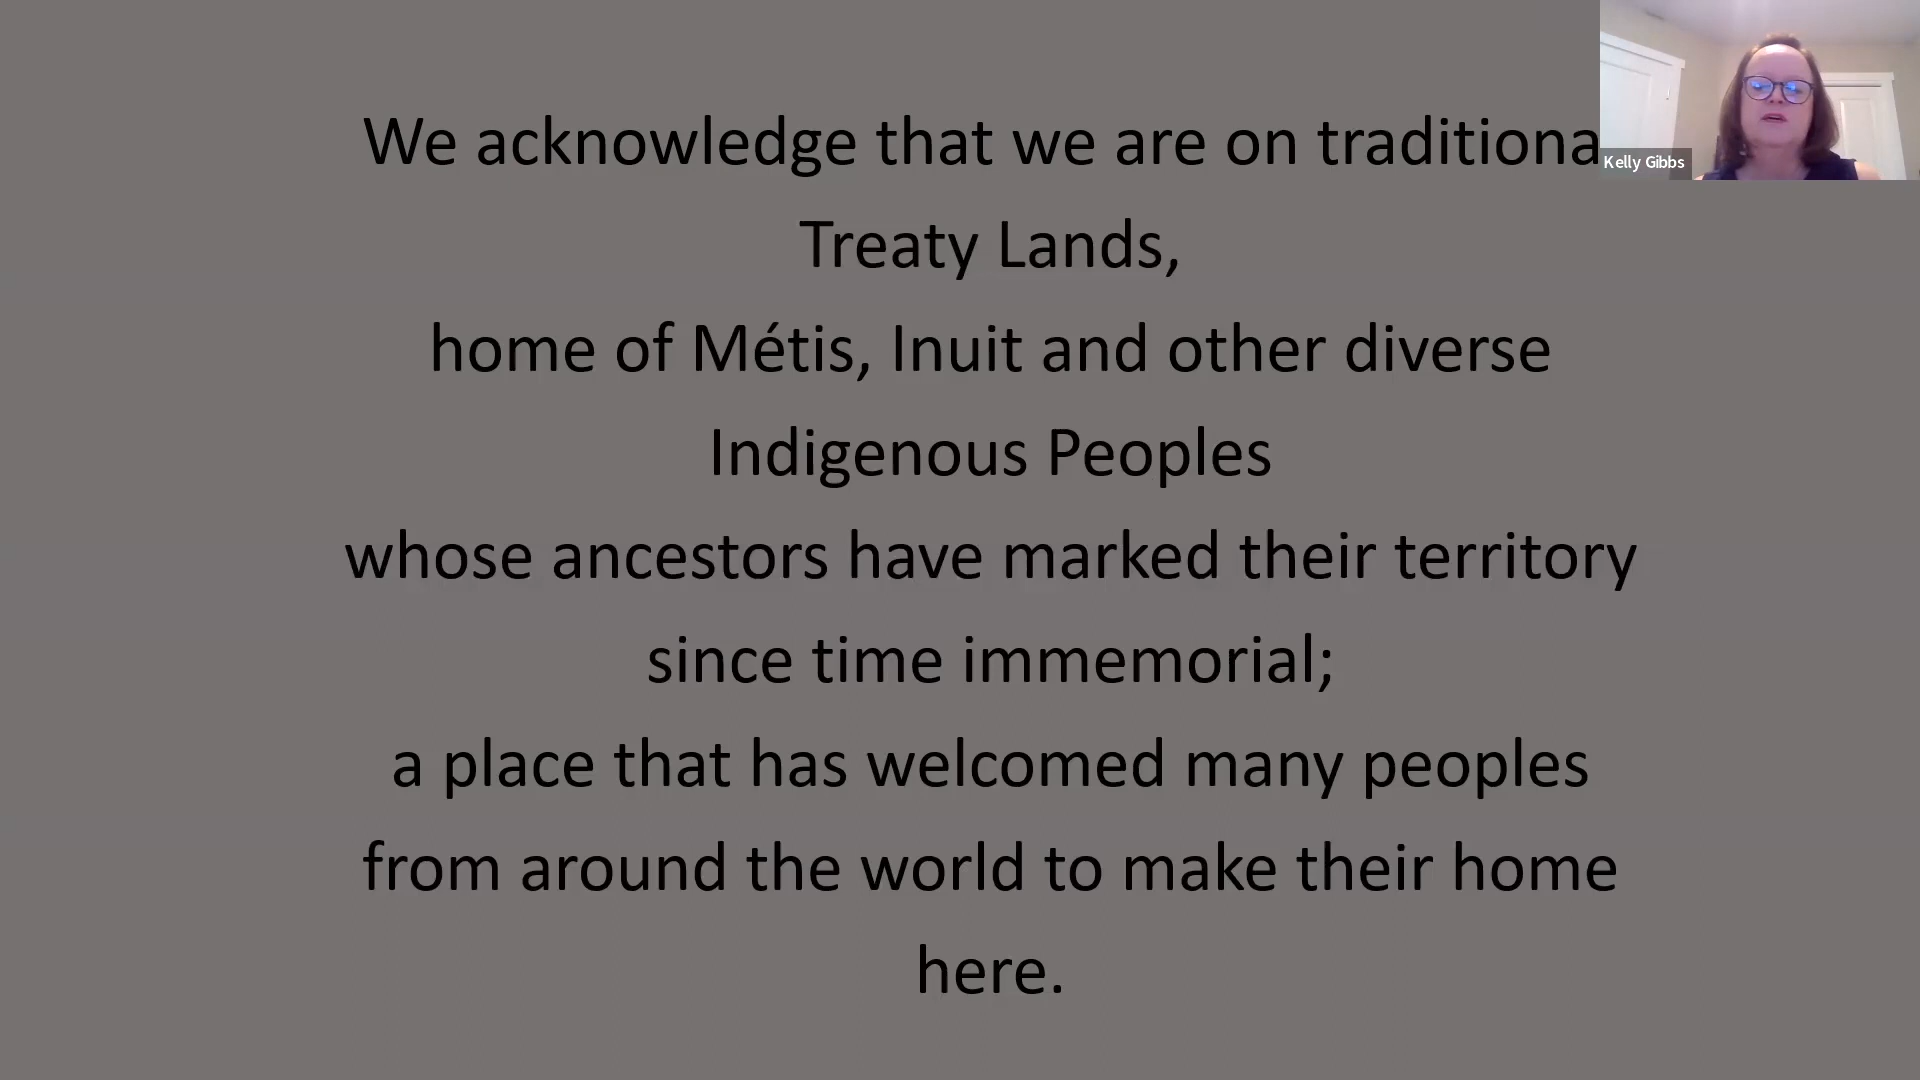 We acknowledge that we are on traditiona
Treaty Lands,
home of Métis, Inuit and other diverse
Indigenous Peoples
whose ancestors have marked their territory
since time immemorial;
a place that has welcomed many peoples
from around the world to make their home
here.
Kelly Gibbs